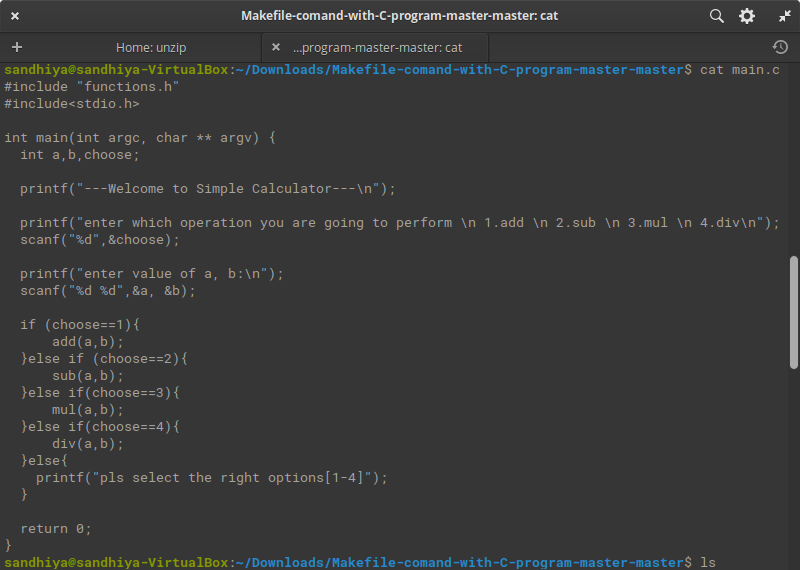 Makefile-comand-with-C-program-master-master: cat
Home: unzip
...program-master-master: cat
sandhiya@sandhiya-VirtualBox:~/Downloads/Makefile-comand-with-C-program-master-master$ cat main.c
#include "functions.h"
#include<stdio.h>

int main(int argc, char ** argv) {
  int a,b,choose;

  printf("---Welcome to Simple Calculator---\n");

  printf("enter which operation you are going to perform \n 1.add \n 2.sub \n 3.mul \n 4.div\n");
  scanf("%d",&choose);

  printf("enter value of a, b:\n");
  scanf("%d %d",&a, &b);

  if (choose==1){
      add(a,b);
  }else if (choose==2){
      sub(a,b);
  }else if(choose==3){
      mul(a,b);
  }else if(choose==4){
      div(a,b);
  }else{
    printf("pls select the right options[1-4]");
  }

  return 0;
}
sandhiya@sandhiya-VirtualBox:~/Downloads/Makefile-comand-with-C-program-master-master$ ls